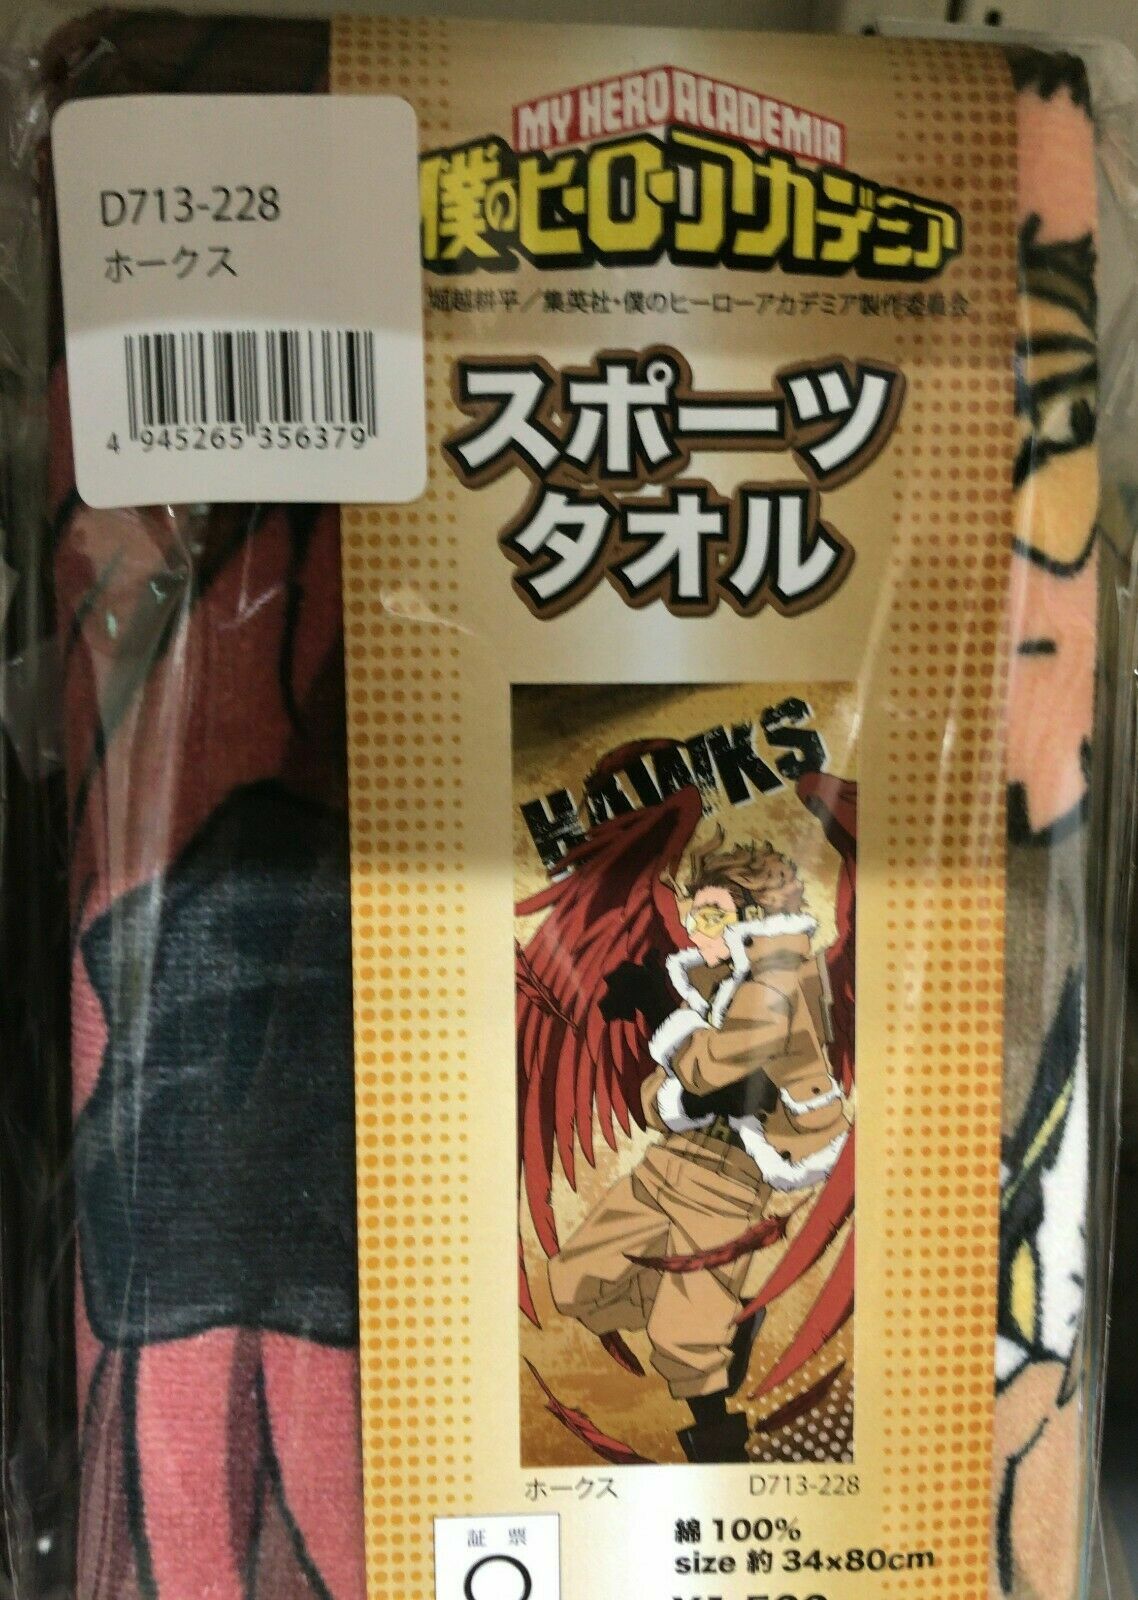 D713-228
ホークス
4 945265 356379
MY HERO ACADEMIA
僕のヒーローアカデミア
堀越耕平／集英社・僕のヒーローアカデミア製作委員会
スポーツ
タオル
HAWKS
ホークス D713-228
証 票
綿 100%
size 約 34×80cm